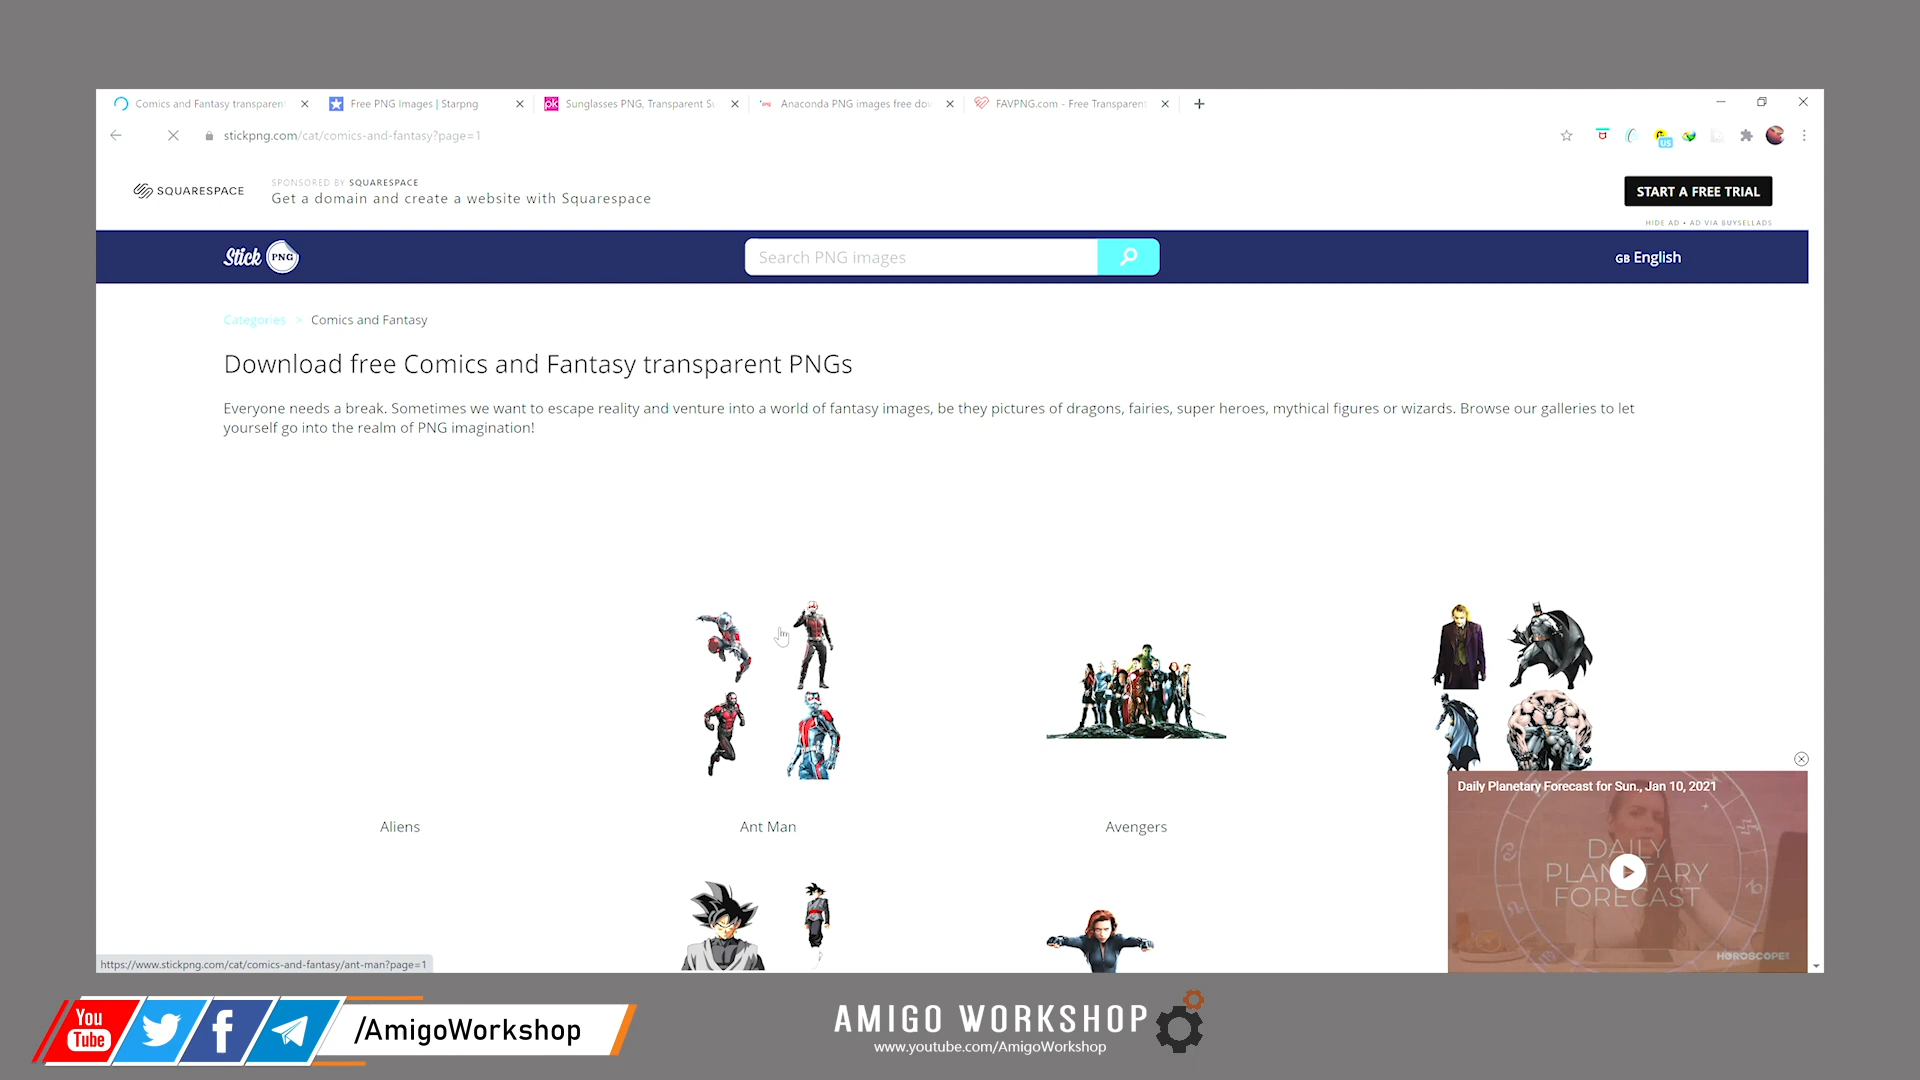 Comics and Fantasy transparent
Free PNG Images | Starpng
Sunglasses PNG, Transparent Su
Anaconda PNG images free dow
FAVPNG.com - Free Transparent
stickpng.com/cat/comics-and-fantasy?page=1
US
SQUARESPACE
SPONSORED BY SQUARESPACE
Get a domain and create a website with Squarespace
START A FREE TRIAL
HIDE AD • AD VIA BUYSELLADS
Stick PNG
Search PNG images
GB English
Categories > Comics and Fantasy
Download free Comics and Fantasy transparent PNGs
Everyone needs a break. Sometimes we want to escape reality and venture into a world of fantasy images, be they pictures of dragons, fairies, super heroes, mythical figures or wizards. Browse our galleries to let
yourself go into the realm of PNG imagination!
Aliens
Ant Man
Avengers
Daily Planetary Forecast for Sun., Jan 10, 2021
DAILY
PLANETARY
FORECAST
HOROSCOPE
https://www.stickpng.com/cat/comics-and-fantasy/ant-man?page=1
You
Tube
/AmigoWorkshop
AMIGO WORKSHOP
www.youtube.com/AmigoWorkshop